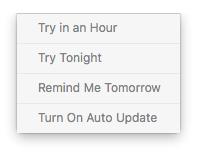 Try in an Hour
Try Tonight
Remind Me Tomorrow
Turn On Auto Update